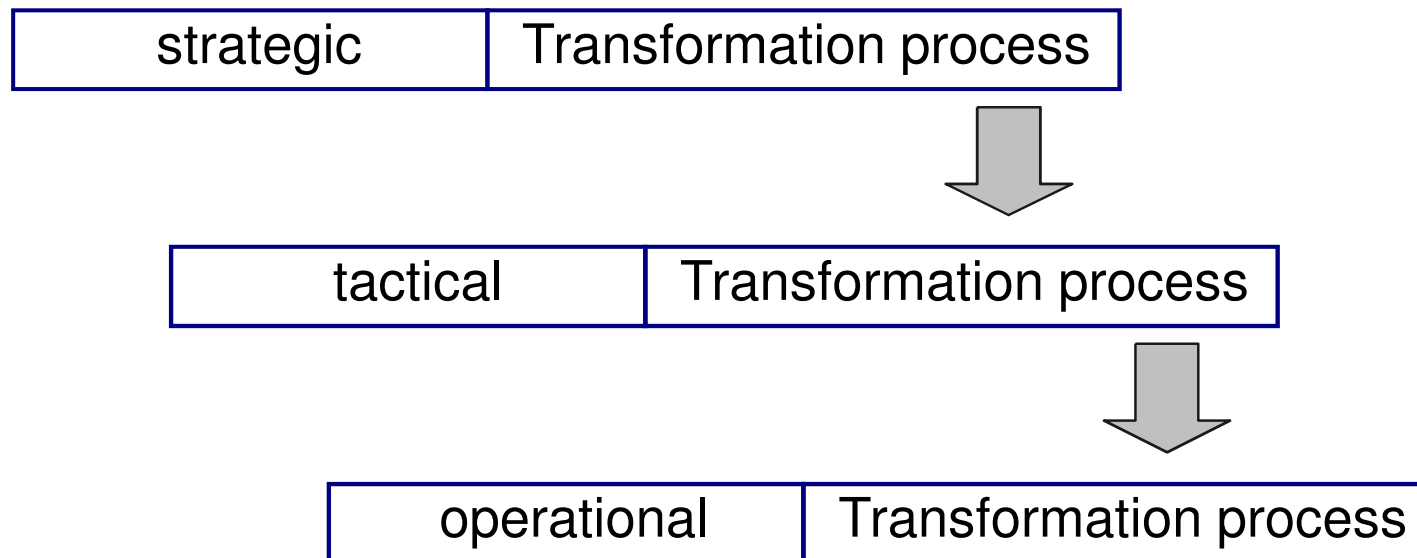 strategic Transformation process
tactical Transformation process
operational Transformation process